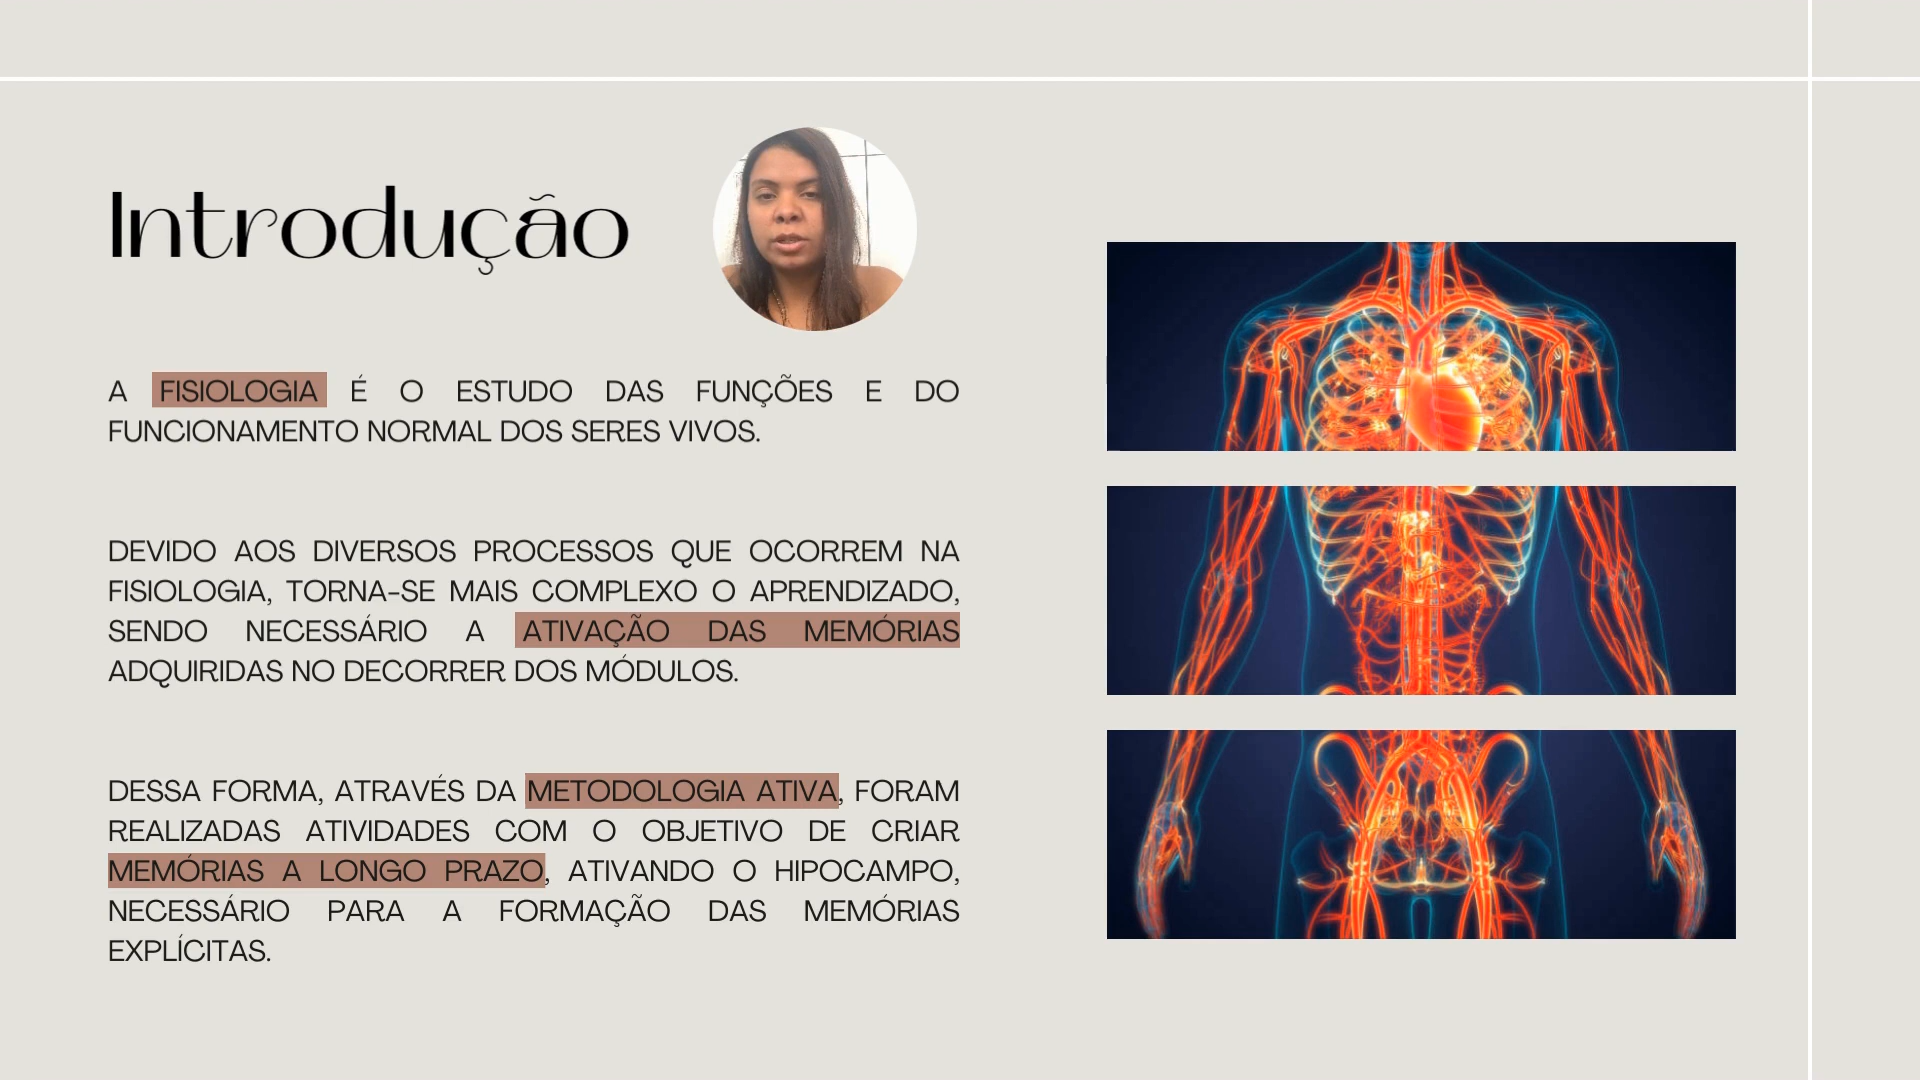 Introdução
A FISIOLOGIA É O ESTUDO DAS FUNÇÕES E DO
FUNCIONAMENTO NORMAL DOS SERES VIVOS.
DEVIDO AOS DIVERSOS PROCESSOS QUE OCORREM NA
FISIOLOGIA, TORNA-SE MAIS COMPLEXO O APRENDIZADO,
SENDO NECESSÁRIO A ATIVAÇÃO DAS MEMÓRIAS
ADQUIRIDAS NO DECORRER DOS MÓDULOS.
DESSA FORMA, ATRAVÉS DA METODOLOGIA ATIVA, FORAM
REALIZADAS ATIVIDADES COM O OBJETIVO DE CRIAR
MEMÓRIAS A LONGO PRAZO, ATIVANDO O HIPOCAMPO,
NECESSÁRIO PARA A FORMAÇÃO DAS MEMÓRIAS
EXPLÍCITAS.